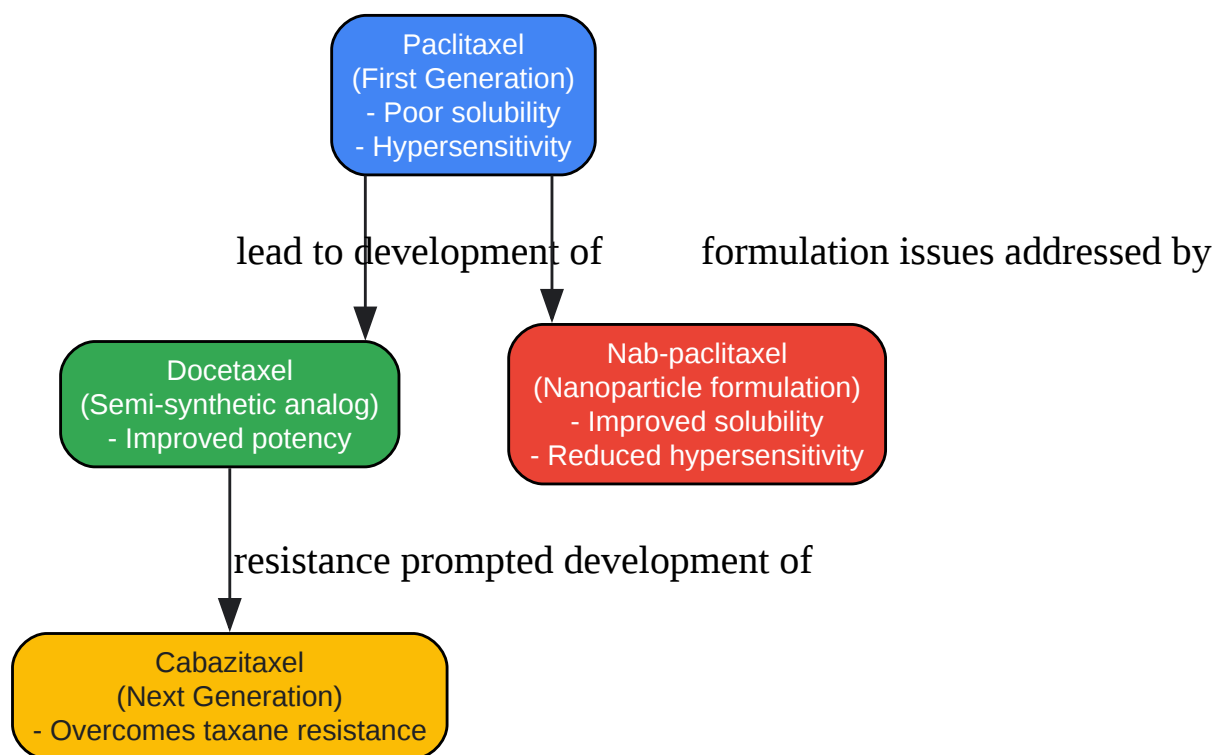 Paclitaxel
(First Generation)
- Poor solubility
- Hypersensitivity
lead to development of
formulation issues addressed by
Docetaxel
(Semi-synthetic analog)
- Improved potency
Nab-paclitaxel
(Nanoparticle formulation)
- Improved solubility
- Reduced hypersensitivity
resistance prompted development of
Cabazitaxel
(Next Generation)
- Overcomes taxane resistance